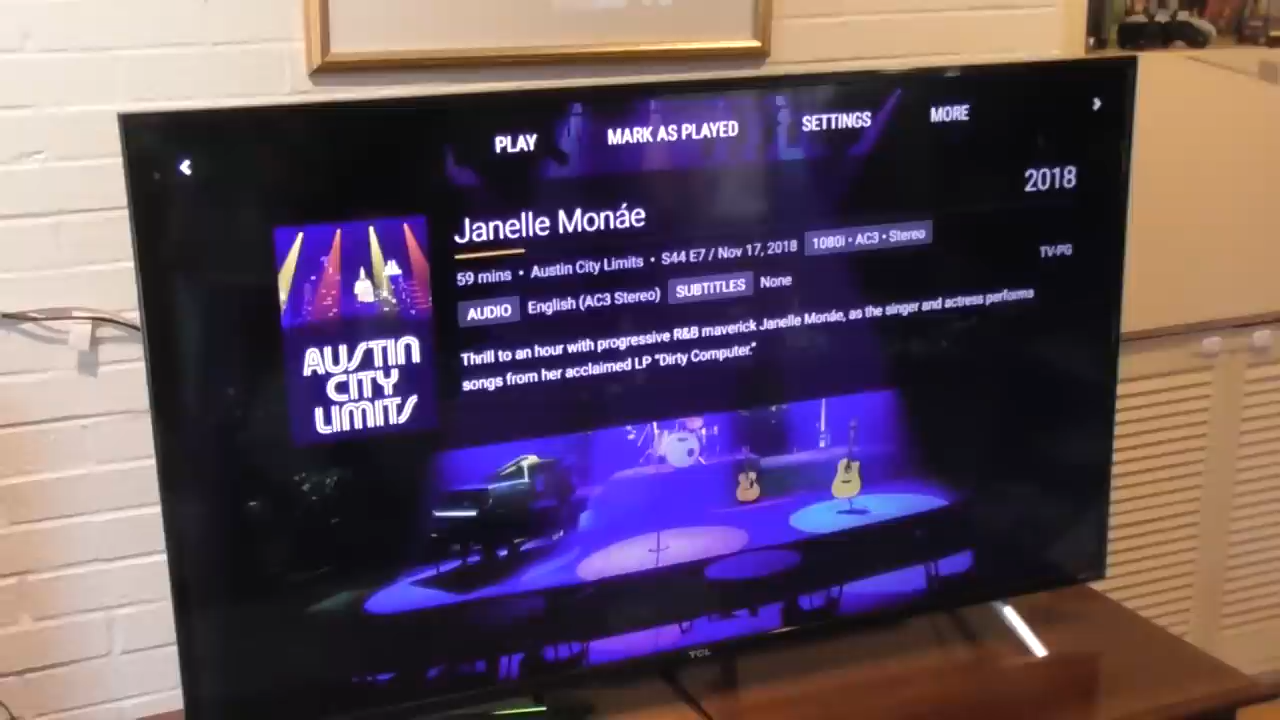 PLAY MARK AS PLAYED SETTINGS MORE
2018
Janelle Monáe
59 mins • Austin City Limits • S44 E7 / Nov 17, 2018 1080i • AC3 • Stereo
TV-PG
AUDIO English (AC3 Stereo) SUBTITLES None
Thrill to an hour with progressive R&B maverick Janelle Monáe, as the singer and actress performs
songs from her acclaimed LP "Dirty Computer."
AUSTIN
CITY
LIMITS
TCL